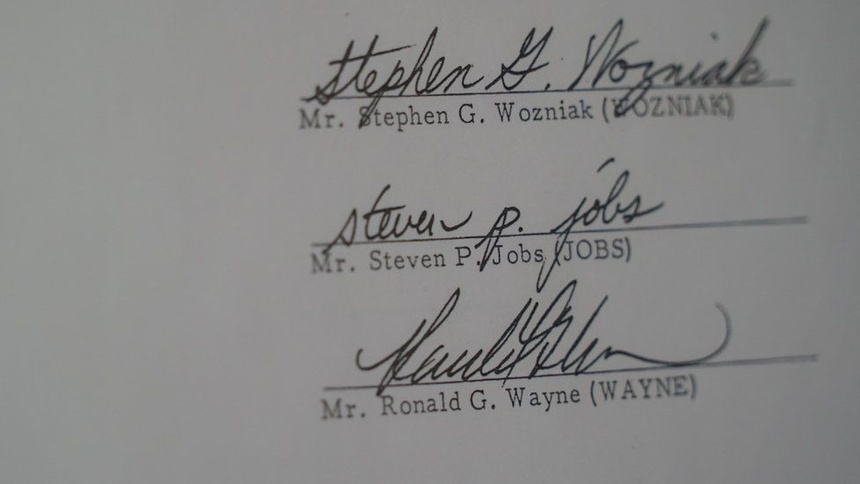 Stephen G. Wozniak
Mr. Stephen G. Wozniak (WOZNIAK)
steven p. jobs
Mr. Steven P. Jobs (JOBS)
Mr. Ronald G. Wayne (WAYNE)